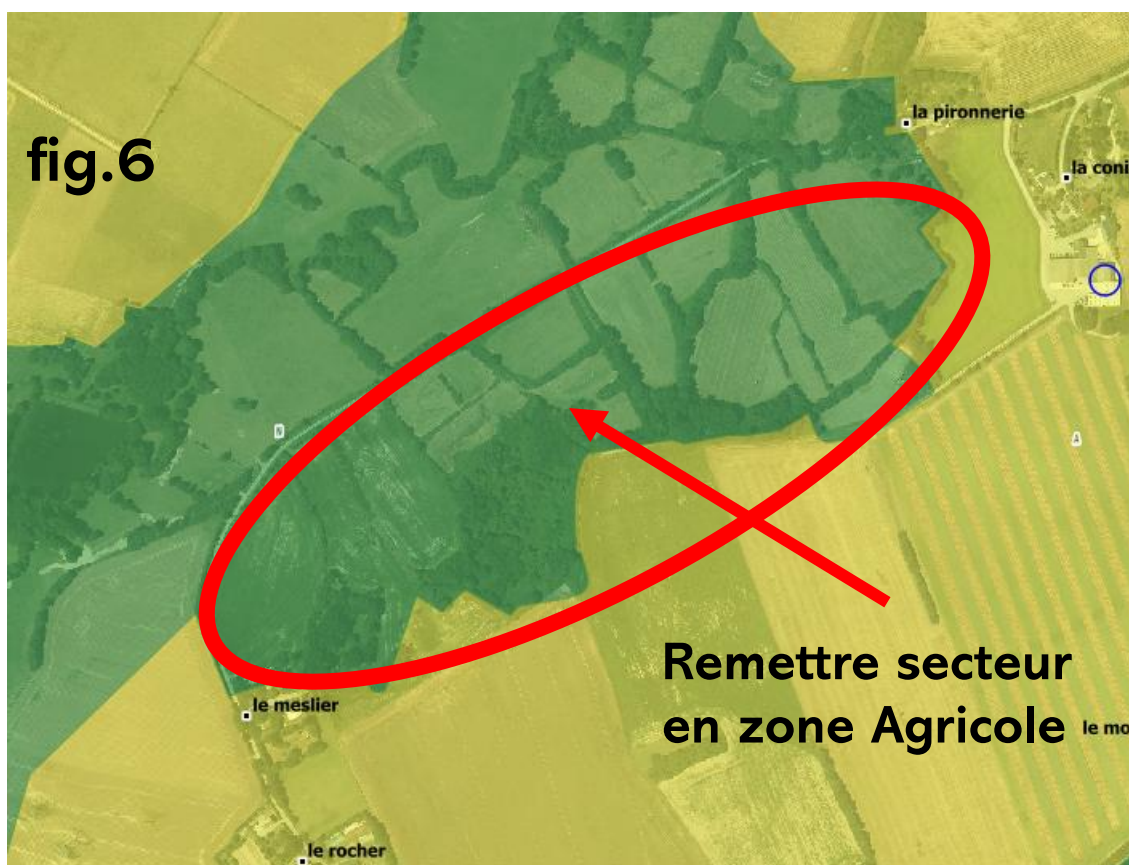 fig.6
la pironnerie
la coni
N
A
Remettre secteur
en zone Agricole
le mo
le meslier
le rocher